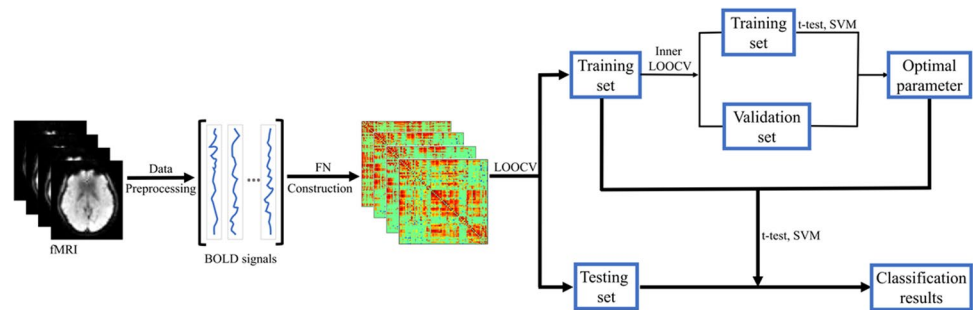 fMRI
Data
Preprocessing
...
BOLD signals
FN
Construction
LOOCV
Training
set
Inner
LOOCV
Training
set
t-test, SVM
Validation
set
Optimal
parameter
t-test, SVM
Testing
set
Classification
results